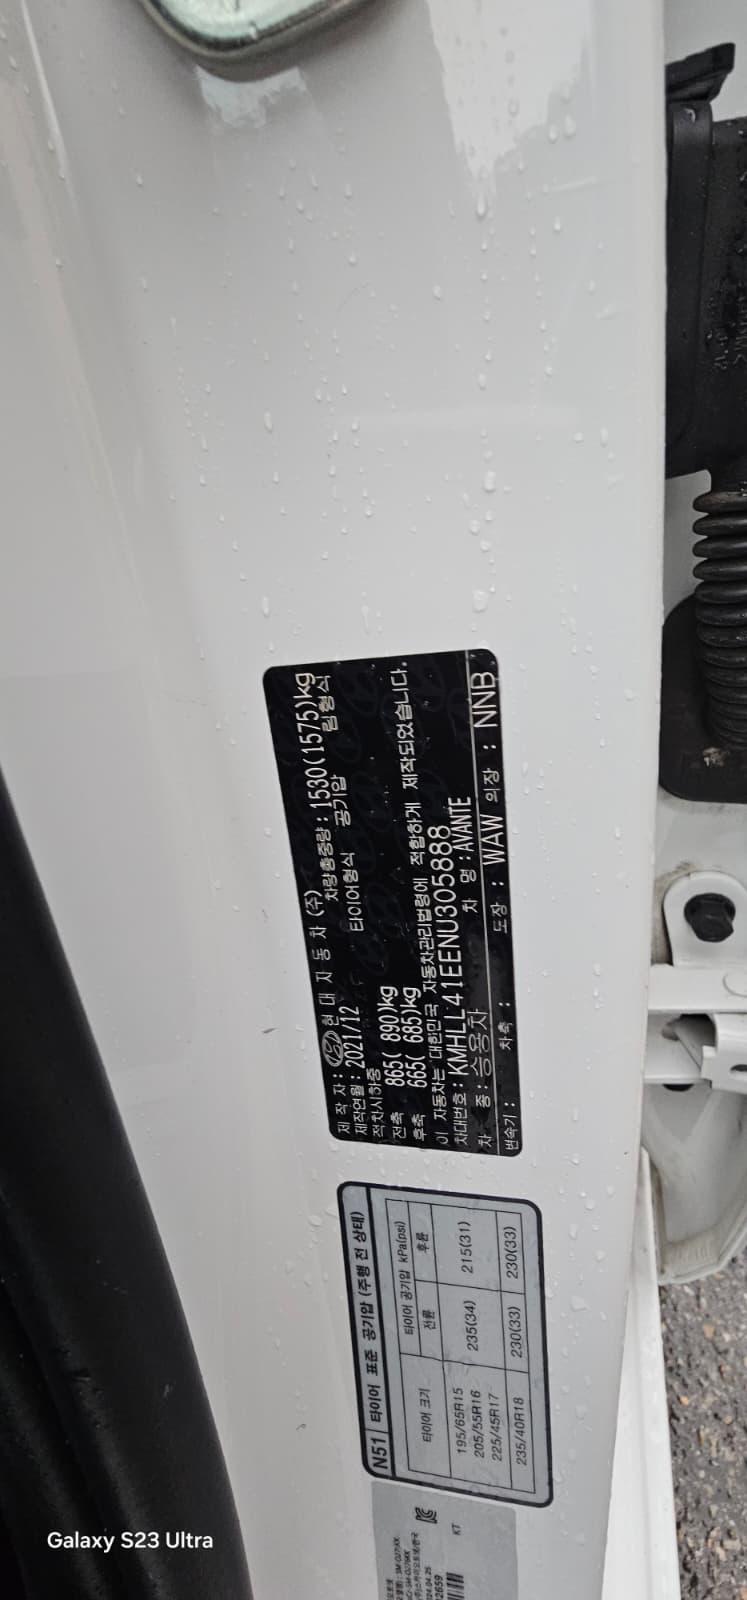 제 작 자 : 현 대 자 동 차 (주)
제작연월 : 2021/12 차량총중량 : 1530(1575)kg
적차시하중 타이어형식 공기압 림형식
전축 865( 890)kg
후축 665( 685)kg
이 자동차는 대한민국 자동차관리법령에 적합하게 제작되었습니다.
차대번호 : KMHLL41EENU305888
차 종 : 승용차 차 명 : AVANTE
변속기 : 차축 : 도장 : WAW 의장 : NNB
N51 타이어 표준 공기압 (주행 전 상태)
타이어 크기 타이어 공기압 kPa(psi)
전륜 후륜
195/65R15
205/55R16 235(34) 215(31)
225/45R17
235/40R18 230(33) 230(33)
KT
Galaxy S23 Ultra